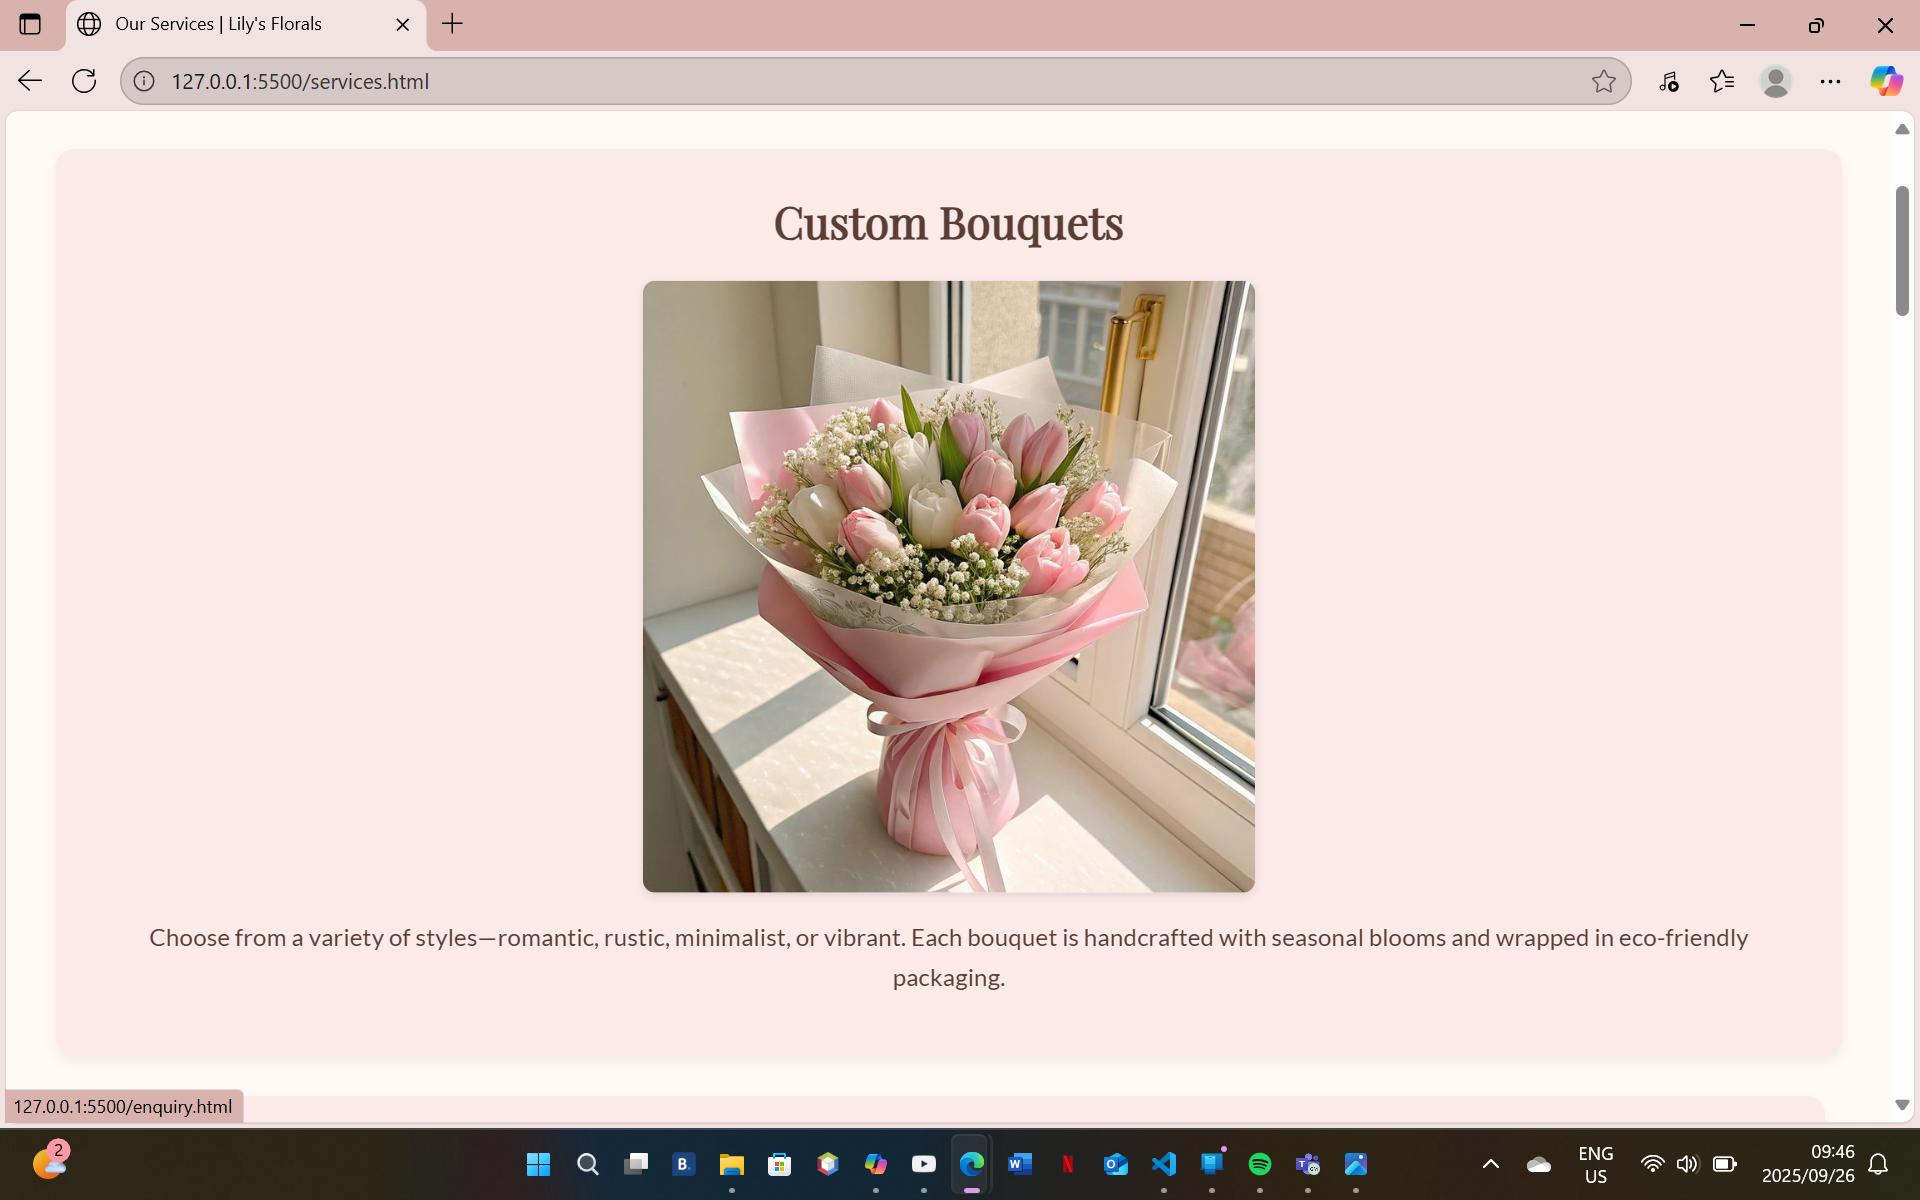 Our Services | Lily's Florals
127.0.0.1:5500/services.html
Custom Bouquets
Choose from a variety of styles—romantic, rustic, minimalist, or vibrant. Each bouquet is handcrafted with seasonal blooms and wrapped in eco-friendly
packaging.
127.0.0.1:5500/enquiry.html
2
B.
W
N
O
T
ENG
US
09:46
2025/09/26